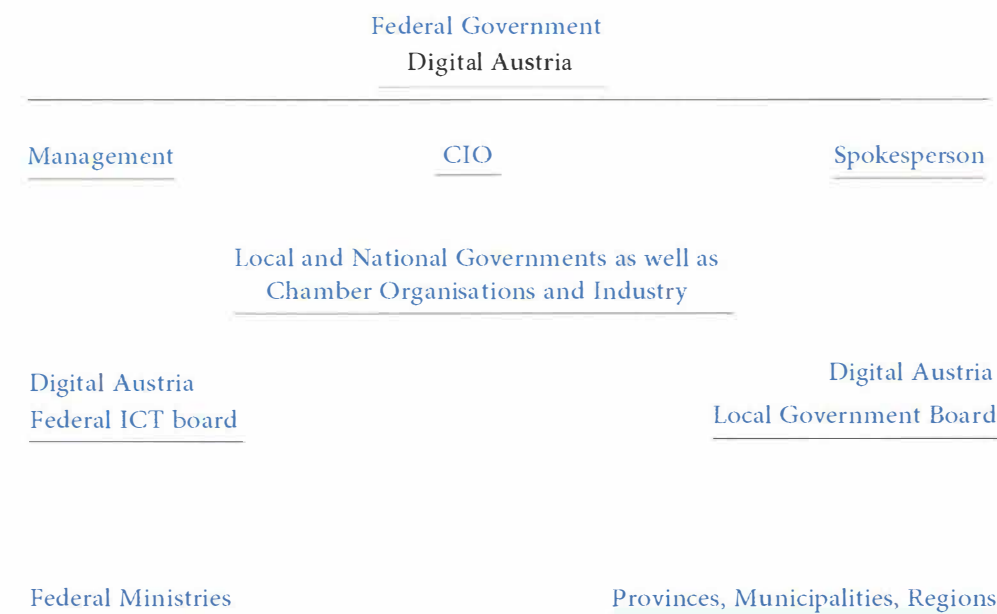 Federal Government
Digital Austria
Management
CIO
Spokesperson
Local and National Governments as well as
Chamber Organisations and Industry
Digital Austria
Federal ICT board
Digital Austria
Local Government Board
Federal Ministries
Provinces, Municipalities, Regions